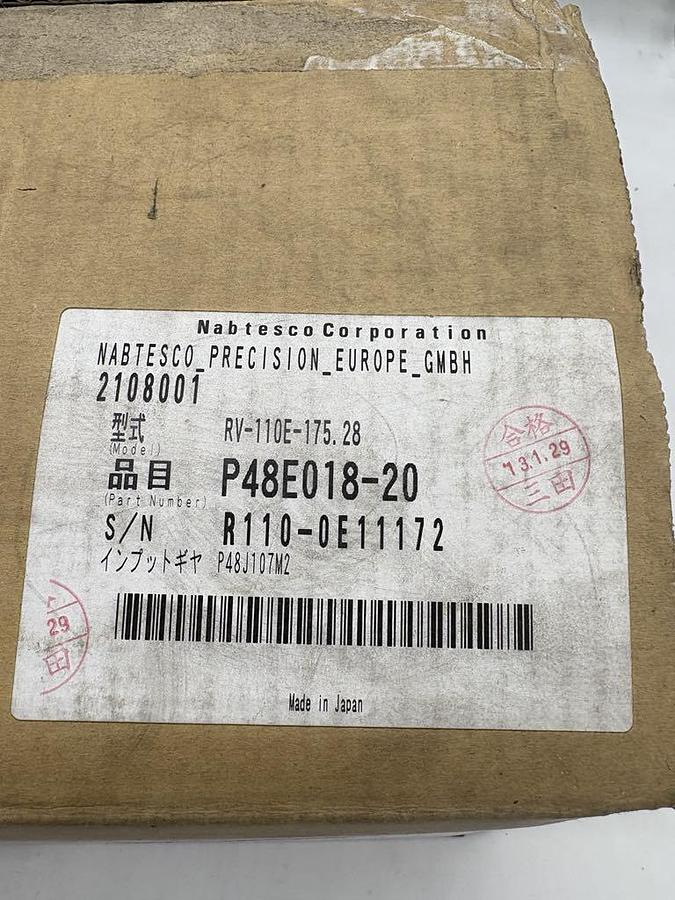 Nabtesco Corporation
NABTESCO_PRECISION_EUROPE_GMBH
2108001
型式 RV-110E-175.28
(Model)
品目 P48E018-20
(Part Number)
S/N R110-0E11172
インプットギヤ P48J107M2
Made in Japan
合格
'13.1.29
三田
29
田